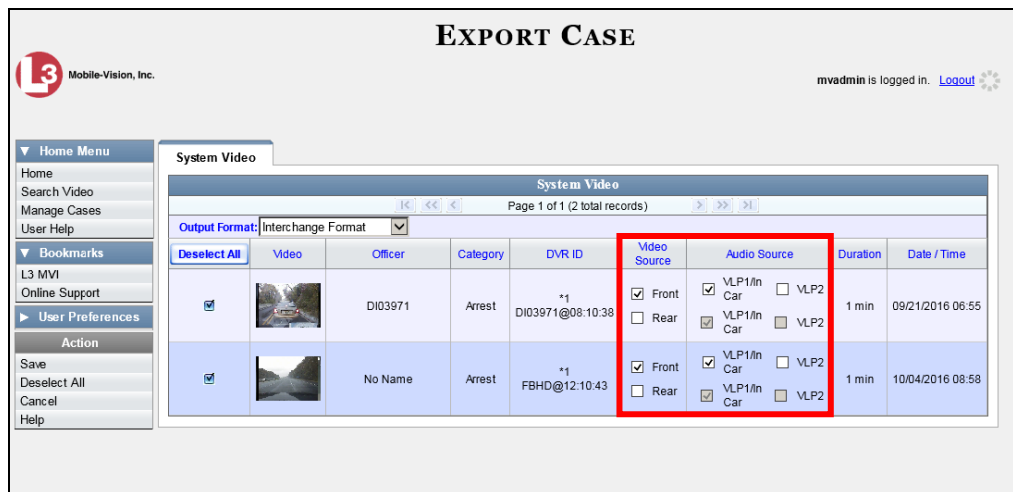 EXPORT CASE
L3 Mobile-Vision, Inc.
mvadmin is logged in. Logout
▼ Home Menu
Home
Search Video
Manage Cases
User Help
▼ Bookmarks
L3 MVI
Online Support
▶ User Preferences
Action
Save
Deselect All
Cancel
Help
System Video
System Video
Page 1 of 1 (2 total records)
Output Format: Interchange Format
Deselect All Video Officer Category DVR ID Video Source Audio Source Duration Date / Time
DI03971 Arrest *1 DI03971@08:10:38 Front VLP1/In Car VLP2 1 min 09/21/2016 06:55
Rear VLP1/In Car VLP2
No Name Arrest *1 FBHD@12:10:43 Front VLP1/In Car VLP2 1 min 10/04/2016 08:58
Rear VLP1/In Car VLP2